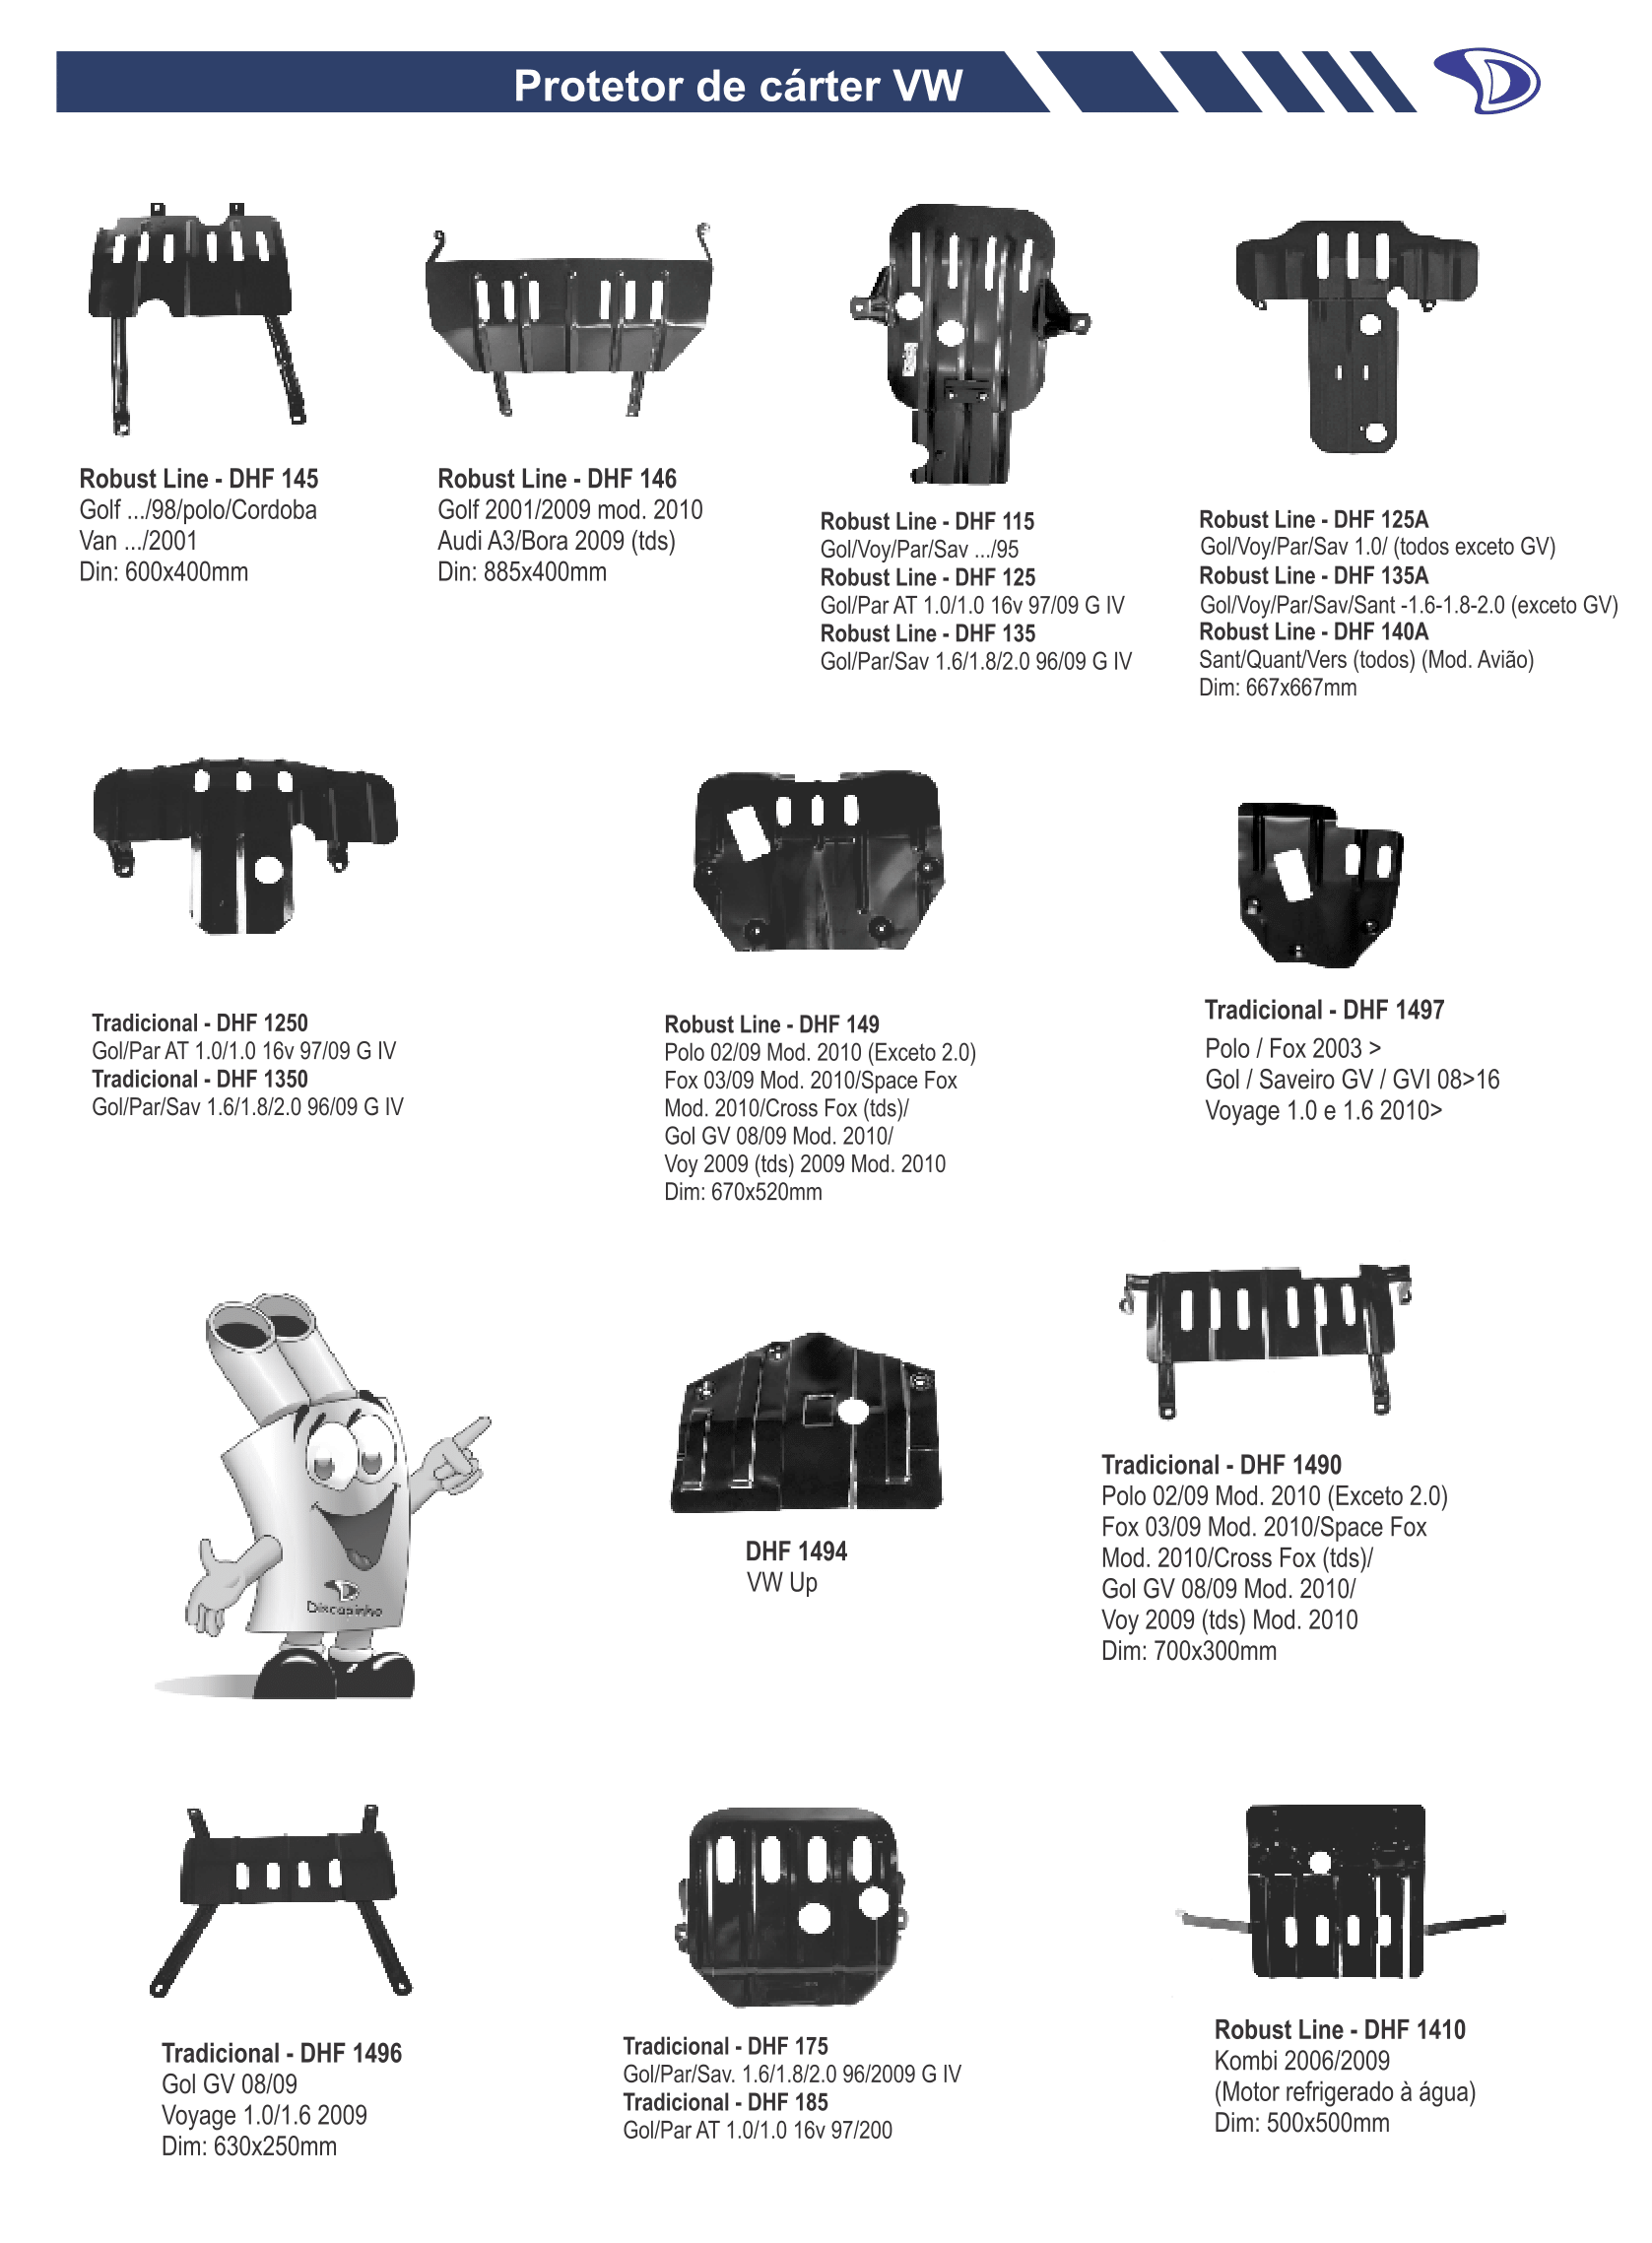 Protetor de cárter VW
Robust Line - DHF 145
Golf .../98/polo/Cordoba
Van .../2001
Din: 600x400mm
Robust Line - DHF 146
Golf 2001/2009 mod. 2010
Audi A3/Bora 2009 (tds)
Din: 885x400mm
Robust Line - DHF 115
Gol/Voy/Par/Sav .../95
Robust Line - DHF 125
Gol/Par AT 1.0/1.0 16v 97/09 G IV
Robust Line - DHF 135
Gol/Par/Sav 1.6/1.8/2.0 96/09 G IV
Robust Line - DHF 125A
Gol/Voy/Par/Sav 1.0/ (todos exceto GV)
Robust Line - DHF 135A
Gol/Voy/Par/Sav/Sant -1.6-1.8-2.0 (exceto GV)
Robust Line - DHF 140A
Sant/Quant/Vers (todos) (Mod. Avião)
Dim: 667x667mm
Tradicional - DHF 1250
Gol/Par AT 1.0/1.0 16v 97/09 G IV
Tradicional - DHF 1350
Gol/Par/Sav 1.6/1.8/2.0 96/09 G IV
Robust Line - DHF 149
Polo 02/09 Mod. 2010 (Exceto 2.0)
Fox 03/09 Mod. 2010/Space Fox
Mod. 2010/Cross Fox (tds)/
Gol GV 08/09 Mod. 2010/
Voy 2009 (tds) 2009 Mod. 2010
Dim: 670x520mm
Tradicional - DHF 1497
Polo / Fox 2003 >
Gol / Saveiro GV / GVI 08>16
Voyage 1.0 e 1.6 2010>
Discapinho
DHF 1494
VW Up
Tradicional - DHF 1490
Polo 02/09 Mod. 2010 (Exceto 2.0)
Fox 03/09 Mod. 2010/Space Fox
Mod. 2010/Cross Fox (tds)/
Gol GV 08/09 Mod. 2010/
Voy 2009 (tds) Mod. 2010
Dim: 700x300mm
Tradicional - DHF 1496
Gol GV 08/09
Voyage 1.0/1.6 2009
Dim: 630x250mm
Tradicional - DHF 175
Gol/Par/Sav. 1.6/1.8/2.0 96/2009 G IV
Tradicional - DHF 185
Gol/Par AT 1.0/1.0 16v 97/200
Robust Line - DHF 1410
Kombi 2006/2009
(Motor refrigerado à água)
Dim: 500x500mm